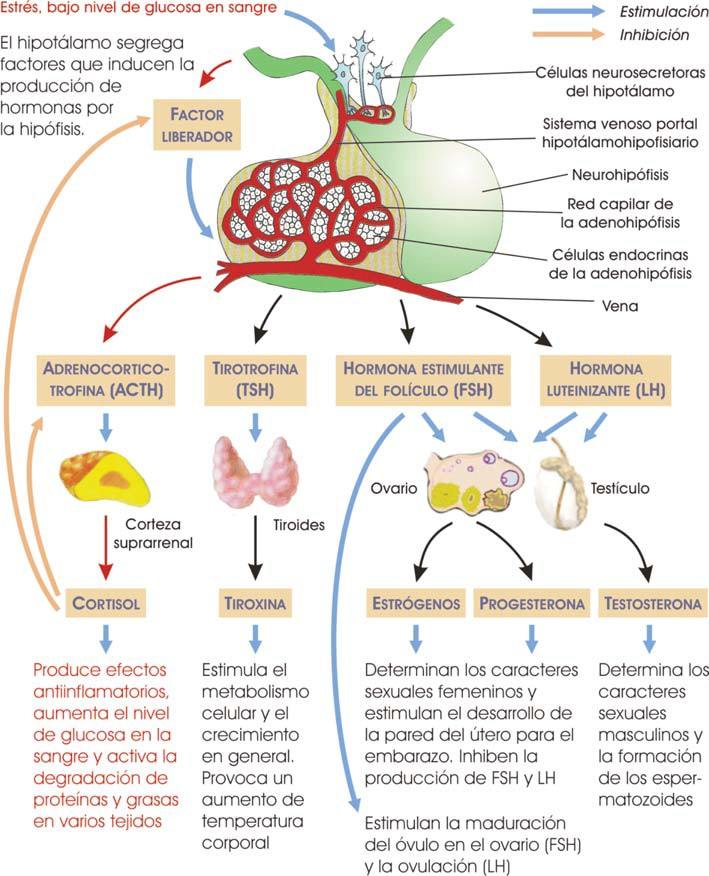 Estrés, bajo nivel de glucosa en sangre
El hipotálamo segrega
factores que inducen la
producción de
hormonas por
la hipófisis.
Estimulación
Inhibición
FACTOR
LIBERADOR
Células neurosecretoras
del hipotálamo
Sistema venoso portal
hipotálamohipofisiario
Neurohipófisis
Red capilar de
la adenohipófisis
Células endocrinas
de la adenohipófisis
Vena
ADRENOCORTICO-
TROFINA (ACTH)
TIROTROFINA
(TSH)
HORMONA ESTIMULANTE
DEL FOLÍCULO (FSH)
HORMONA
LUTEINIZANTE (LH)
Corteza
suprarrenal
Tiroides
Ovario
Testículo
CORTISOL
TIROXINA
ESTRÓGENOS
PROGESTERONA
TESTOSTERONA
Produce efectos
antiinflamatorios,
aumenta el nivel
de glucosa en la
sangre y activa la
degradación de
proteínas y grasas
en varios tejidos
Estimula el
metabolismo
celular y el
crecimiento
en general.
Provoca un
aumento de
temperatura
corporal
Determinan los caracteres
sexuales femeninos y
estimulan el desarrollo de
la pared del útero para el
embarazo. Inhiben la
producción de FSH y LH
Estimulan la maduración
del óvulo en el ovario (FSH)
y la ovulación (LH)
Determina los
caracteres
sexuales
masculinos y
la formación
de los esper-
matozoides